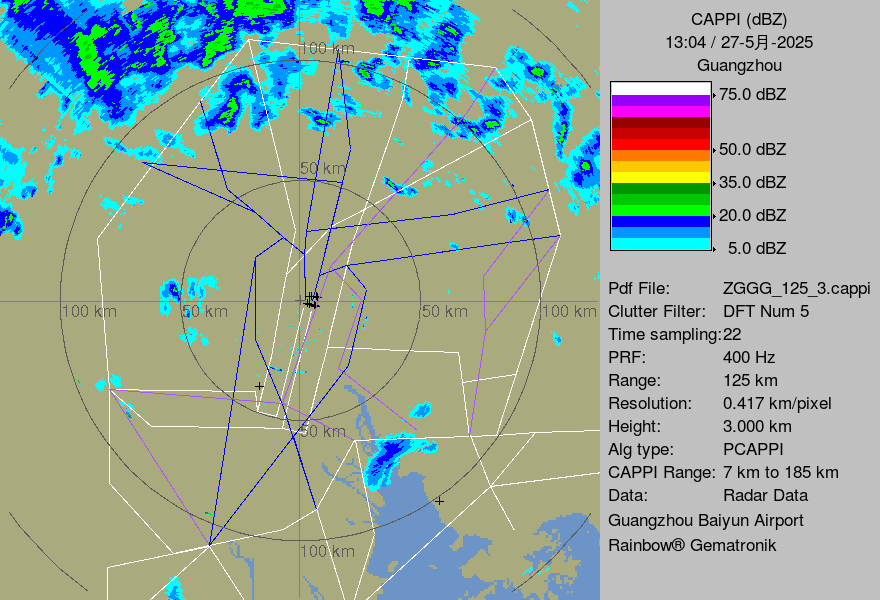 CAPPI (dBZ)
13:04 / 27-5月-2025
Guangzhou
75.0 dBZ
50.0 dBZ
35.0 dBZ
20.0 dBZ
5.0 dBZ
Pdf File: ZGGG_125_3.cappi
Clutter Filter: DFT Num 5
Time sampling:22
PRF: 400 Hz
Range: 125 km
Resolution: 0.417 km/pixel
Height: 3.000 km
Alg type: PCAPPI
CAPPI Range: 7 km to 185 km
Data: Radar Data
Guangzhou Baiyun Airport
Rainbow® Gematronik
100 km
50 km
100 km
50 km
50 km
100 km
50 km
100 km